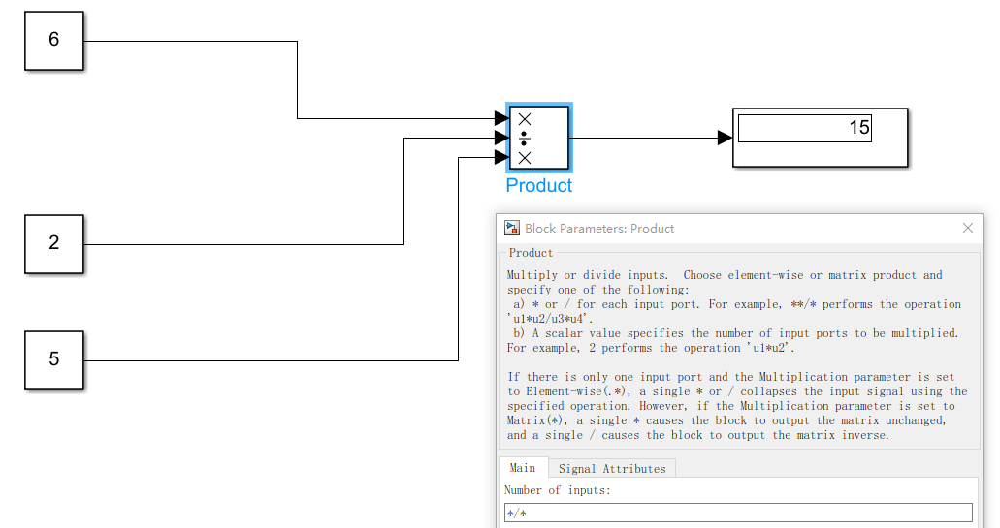 6
×
÷
×
15
Product
2
5
Block Parameters: Product
Product
Multiply or divide inputs.  Choose element-wise or matrix product and
specify one of the following:
a) * or / for each input port. For example, **/* performs the operation
'u1*u2/u3*u4'.
b) A scalar value specifies the number of input ports to be multiplied.
For example, 2 performs the operation 'u1*u2'.
If there is only one input port and the Multiplication parameter is set
to Element-wise(.*), a single * or / collapses the input signal using the
specified operation. However, if the Multiplication parameter is set to
Matrix(*), a single * causes the block to output the matrix unchanged,
and a single / causes the block to output the matrix inverse.
Main Signal Attributes
Number of inputs:
*/*